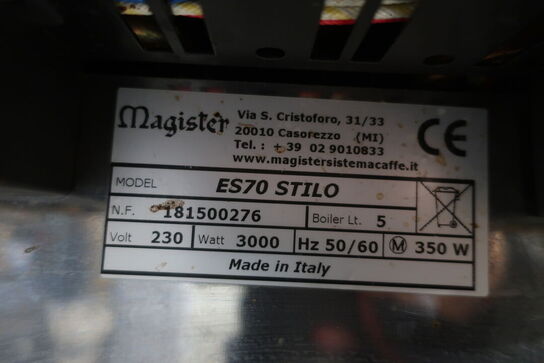 Magister
Via S. Cristoforo, 31/33
20010 Casorezzo (MI)
Tel. : + 39 02 9010833
www.magistersistemacaffe.it
CE
MODEL ES70 STILO
N.F. 181500276 Boiler Lt. 5
Volt 230 Watt 3000 Hz 50/60 M 350 W
Made in Italy